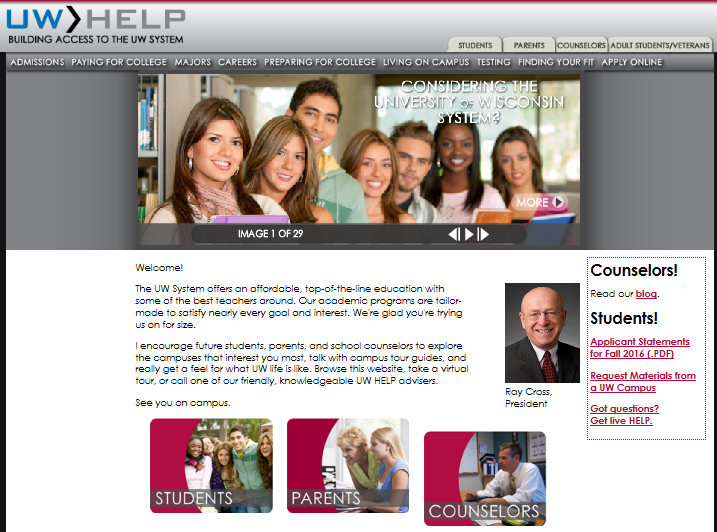 UW HELP
BUILDING ACCESS TO THE UW SYSTEM
STUDENTS PARENTS COUNSELORS ADULT STUDENTS/VETERANS
ADMISSIONS PAYING FOR COLLEGE MAJORS CAREERS PREPARING FOR COLLEGE LIVING ON CAMPUS TESTING FINDING YOUR FIT APPLY ONLINE
CONSIDERING THE
UNIVERSITY OF WISCONSIN
SYSTEM?
MORE
IMAGE 1 OF 29
Welcome!
The UW System offers an affordable, top-of-the-line education with
some of the best teachers around. Our academic programs are tailor-
made to satisfy nearly every goal and interest. We're glad you're trying
us on for size.
I encourage future students, parents, and school counselors to explore
the campuses that interest you most, talk with campus tour guides, and
really get a feel for what UW life is like. Browse this website, take a virtual
tour, or call one of our friendly, knowledgeable UW HELP advisers.
See you on campus.
Ray Cross,
President
Counselors!
Read our blog.
Students!
Applicant Statements
for Fall 2016 (.PDF)
Request Materials from
a UW Campus
Got questions?
Get live HELP.
STUDENTS
PARENTS
COUNSELORS